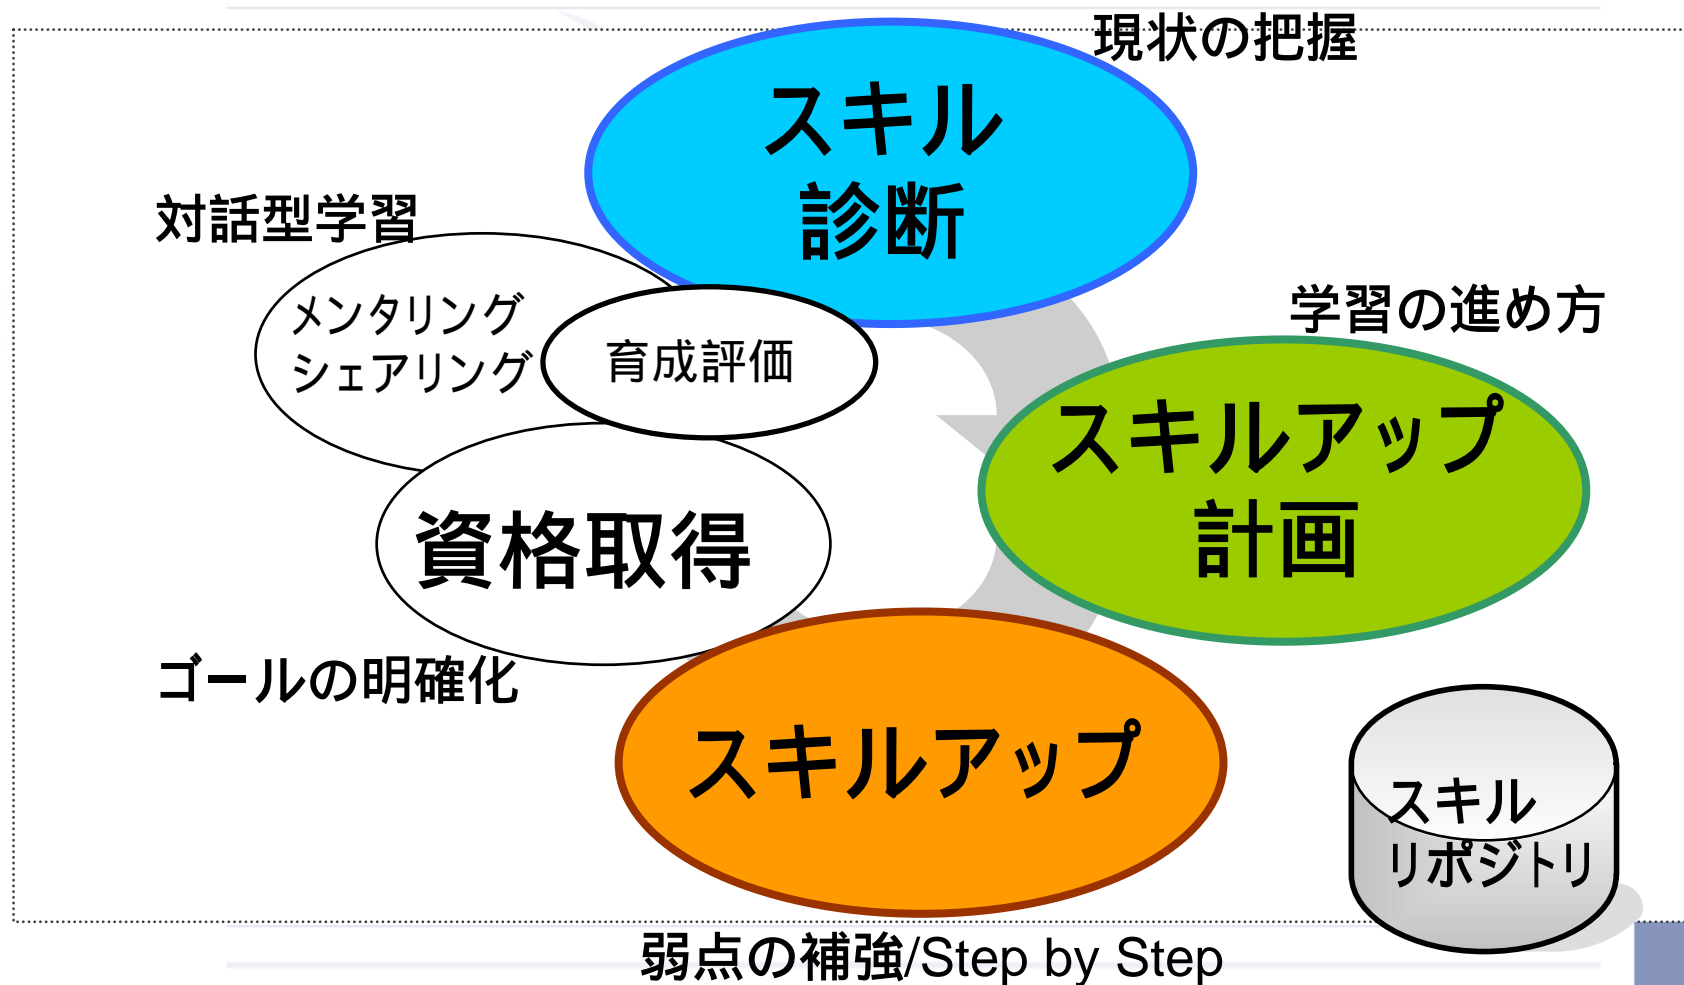 現状の把握
スキル
診断
対話型学習
メンタリング
シェアリング
育成評価
学習の進め方
スキルアップ
計画
資格取得
ゴールの明確化
スキルアップ
スキル
リポジトリ
弱点の補強/Step by Step